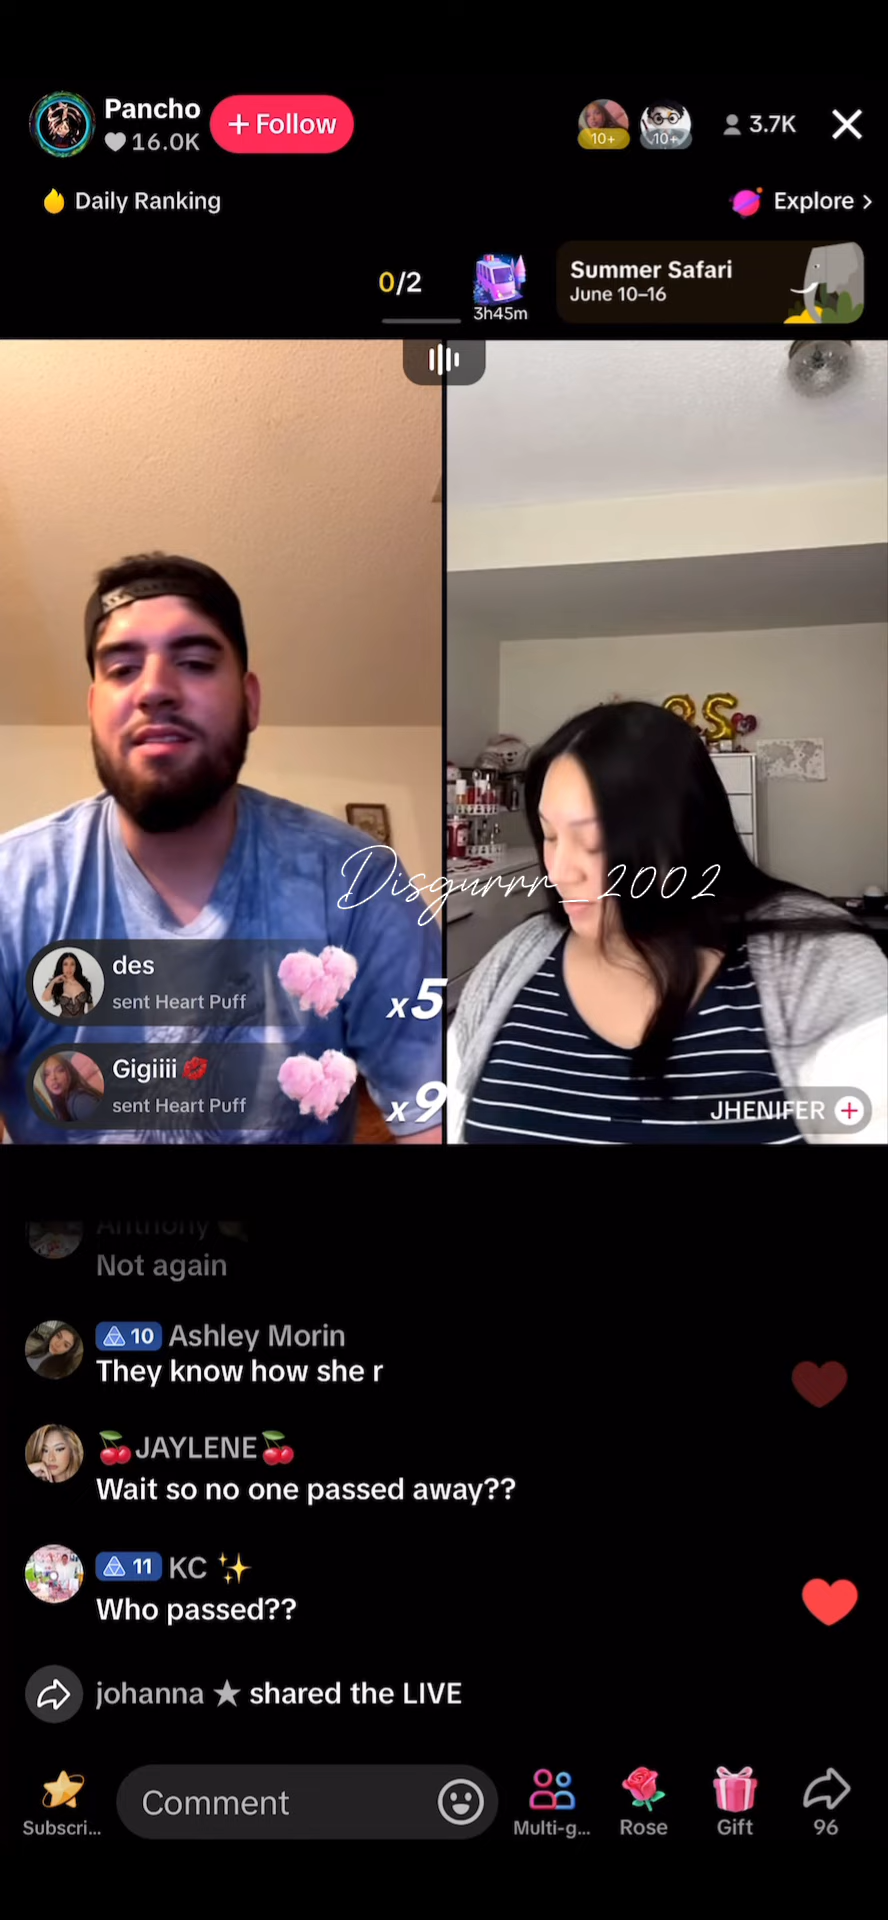 Pancho
16.0K
+ Follow
10+
10+
3.7K
Daily Ranking
Explore >
0/2
3h45m
Summer Safari
June 10–16
25
Disgurrr_2002
des
sent Heart Puff
x5
Gigiiii 💋
sent Heart Puff
x9
JHENIFER
Anthony
Not again
10 Ashley Morin
They know how she r
🍒JAYLENE🍒
Wait so no one passed away??
11 KC ✨
Who passed??
johanna ★ shared the LIVE
Subscri...
Comment
Multi-g...
Rose
Gift
96